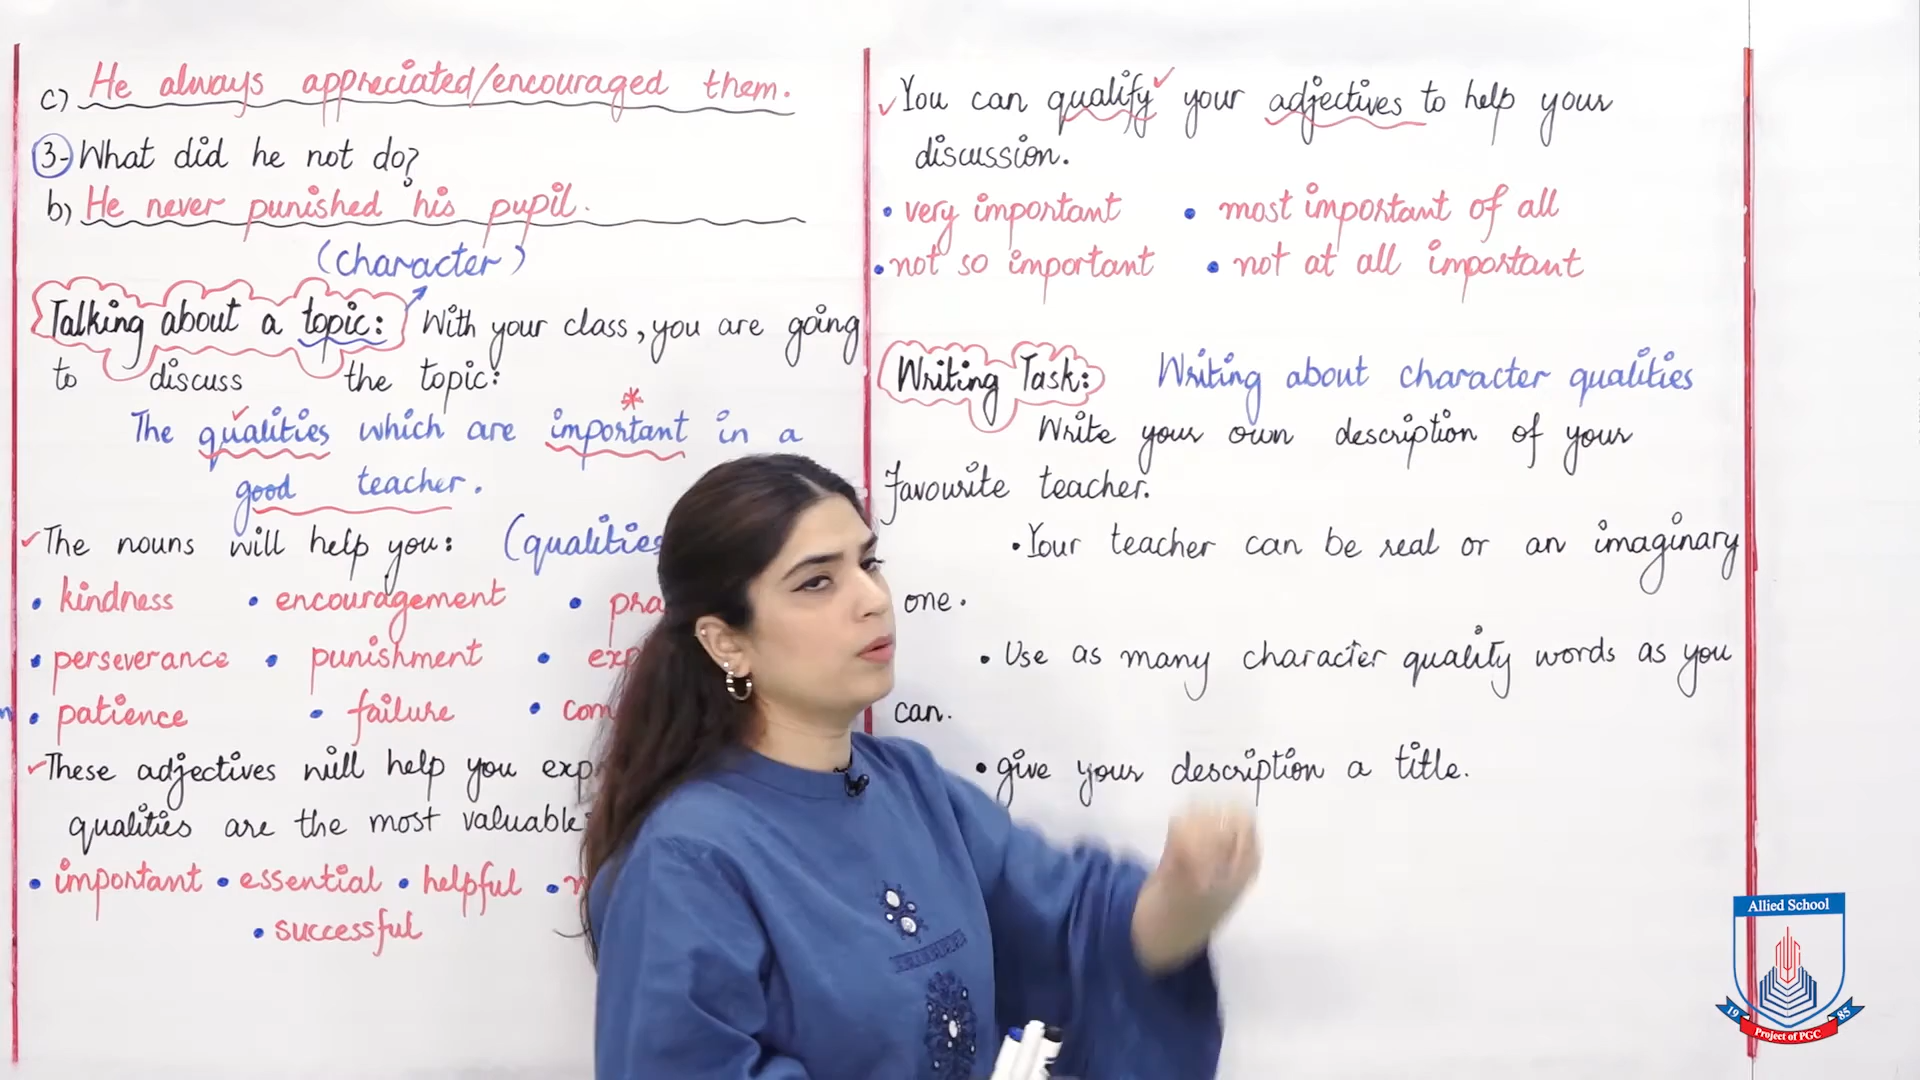 c) He always appreciated/encouraged them.
3- What did he not do?
b) He never punished his pupil.
(character)
Talking about a topic: With your class, you are going
to discuss the topic:
The qualities which are important in a
good teacher.
The nouns will help you: (qualities
• kindness • encouragement
• perseverance • punishment
• patience • failure
These adjectives will help you
qualities are the most valuable
• important • essential • helpful
• successful
You can qualify your adjectives to help your
discussion.
• very important • most important of all
• not so important • not at all important
Writing Task: Writing about character qualities
Write your own description of your
favourite teacher.
• Your teacher can be real or an imaginary
one.
• Use as many character quality words as you
can.
• give your description a title.
Allied School
19 85
Project of PGC